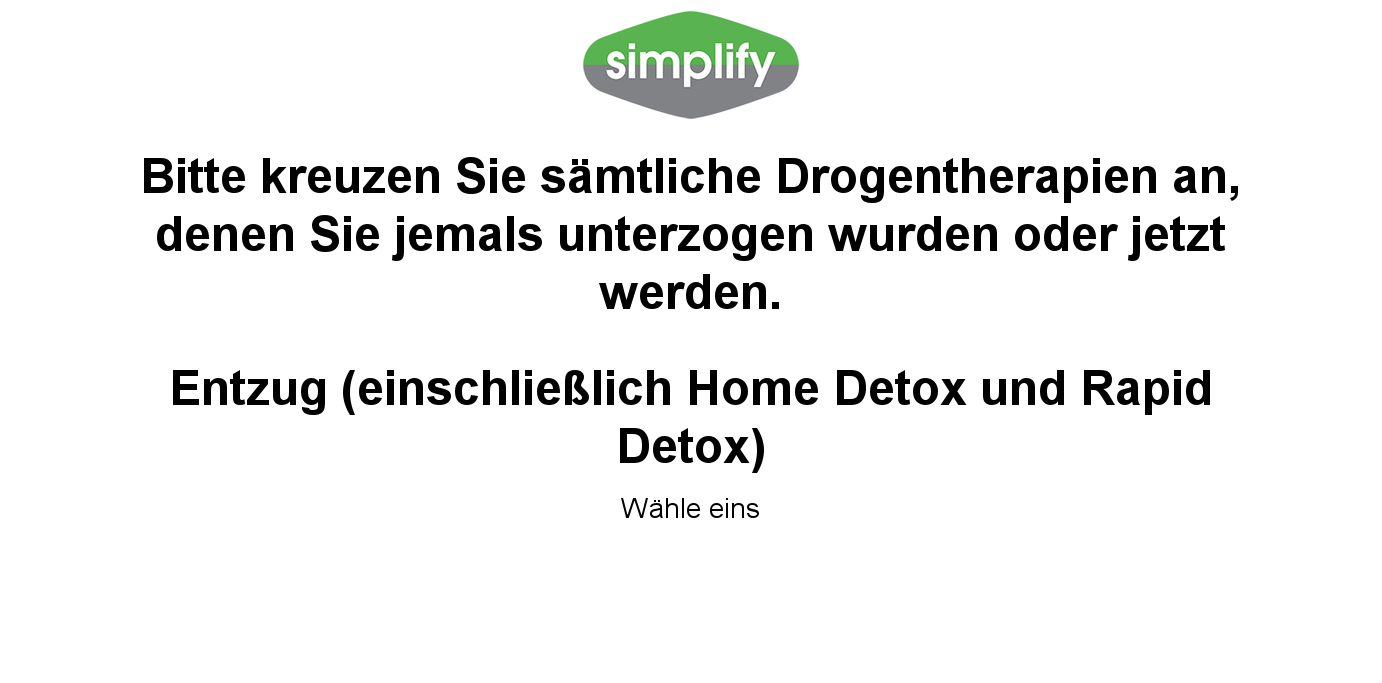 simplify
Bitte kreuzen Sie sämtliche Drogentherapien an,
denen Sie jemals unterzogen wurden oder jetzt
werden.
Entzug (einschließlich Home Detox und Rapid
Detox)
Wähle eins